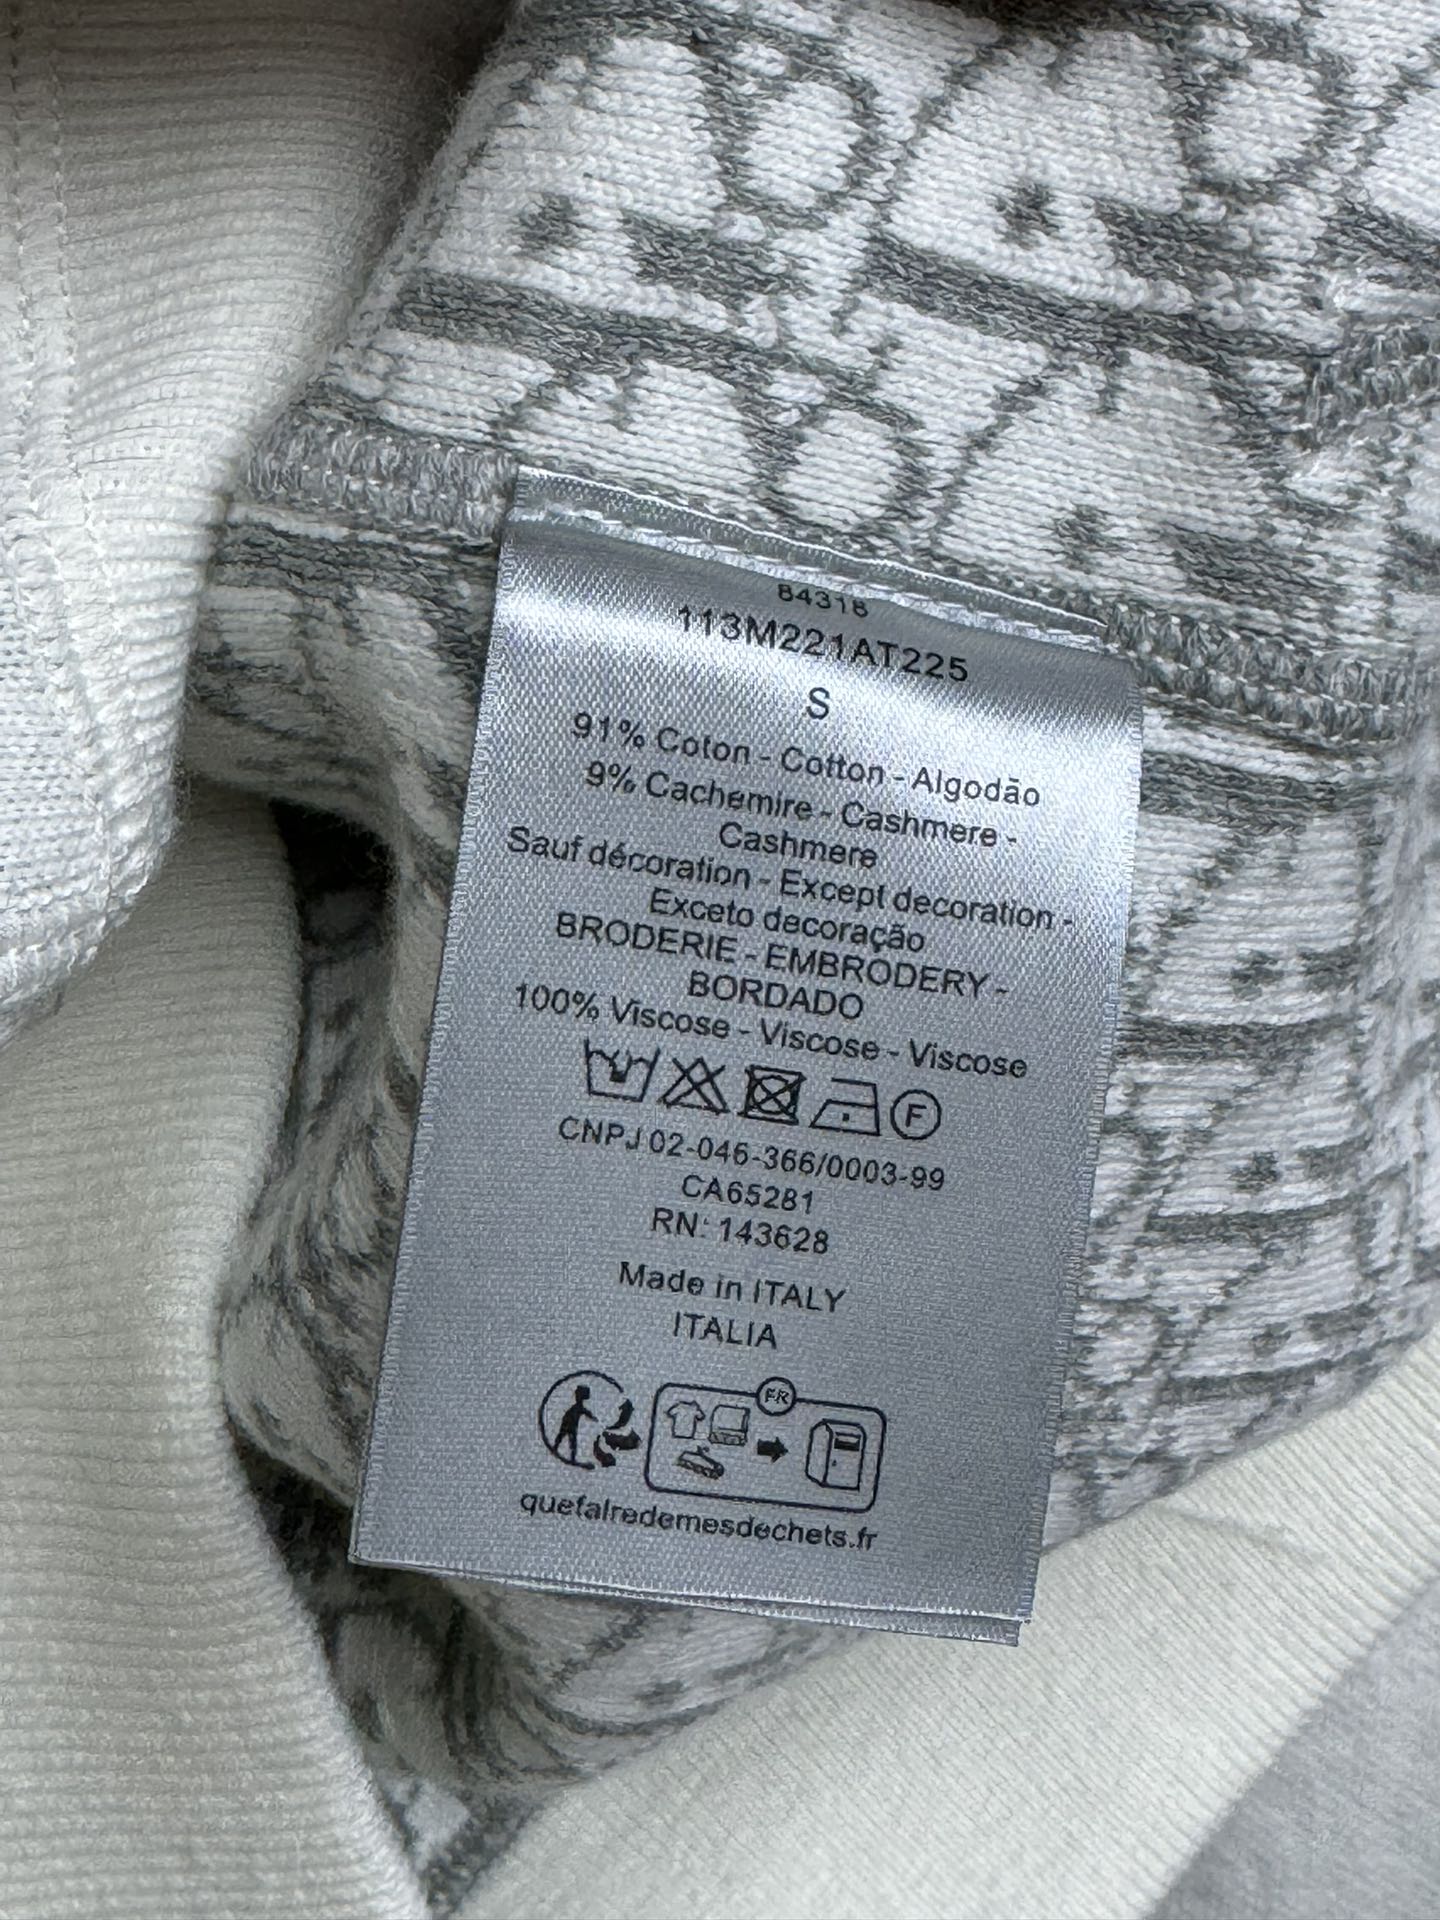 84318
113M221AT225
S
91% Coton - Cotton - Algodão
9% Cachemire - Cashmere -
Cashmere
Sauf décoration - Except decoration -
Exceto decoração
BRODERIE - EMBRODERY -
BORDADO
100% Viscose - Viscose - Viscose
F
CNPJ 02-046-366/0003-99
CA65281
RN: 143628
Made in ITALY
ITALIA
FR
quefairedemesdechets.fr